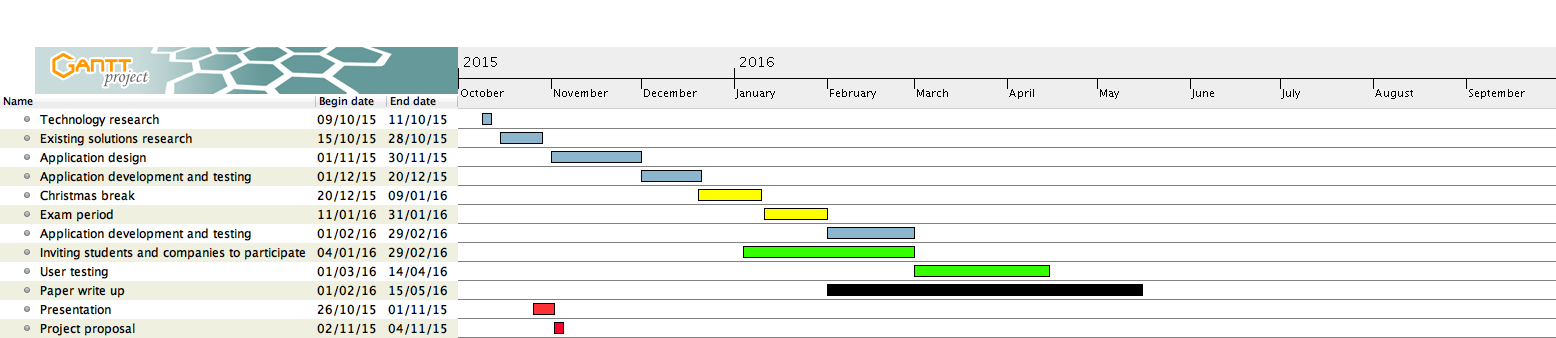 GANTT
project
2015 2016
October November December January February March April May June July August September
Name Begin date End date
Technology research 09/10/15 11/10/15
Existing solutions research 15/10/15 28/10/15
Application design 01/11/15 30/11/15
Application development and testing 01/12/15 20/12/15
Christmas break 20/12/15 09/01/16
Exam period 11/01/16 31/01/16
Application development and testing 01/02/16 29/02/16
Inviting students and companies to participate 04/01/16 29/02/16
User testing 01/03/16 14/04/16
Paper write up 01/02/16 15/05/16
Presentation 26/10/15 01/11/15
Project proposal 02/11/15 04/11/15